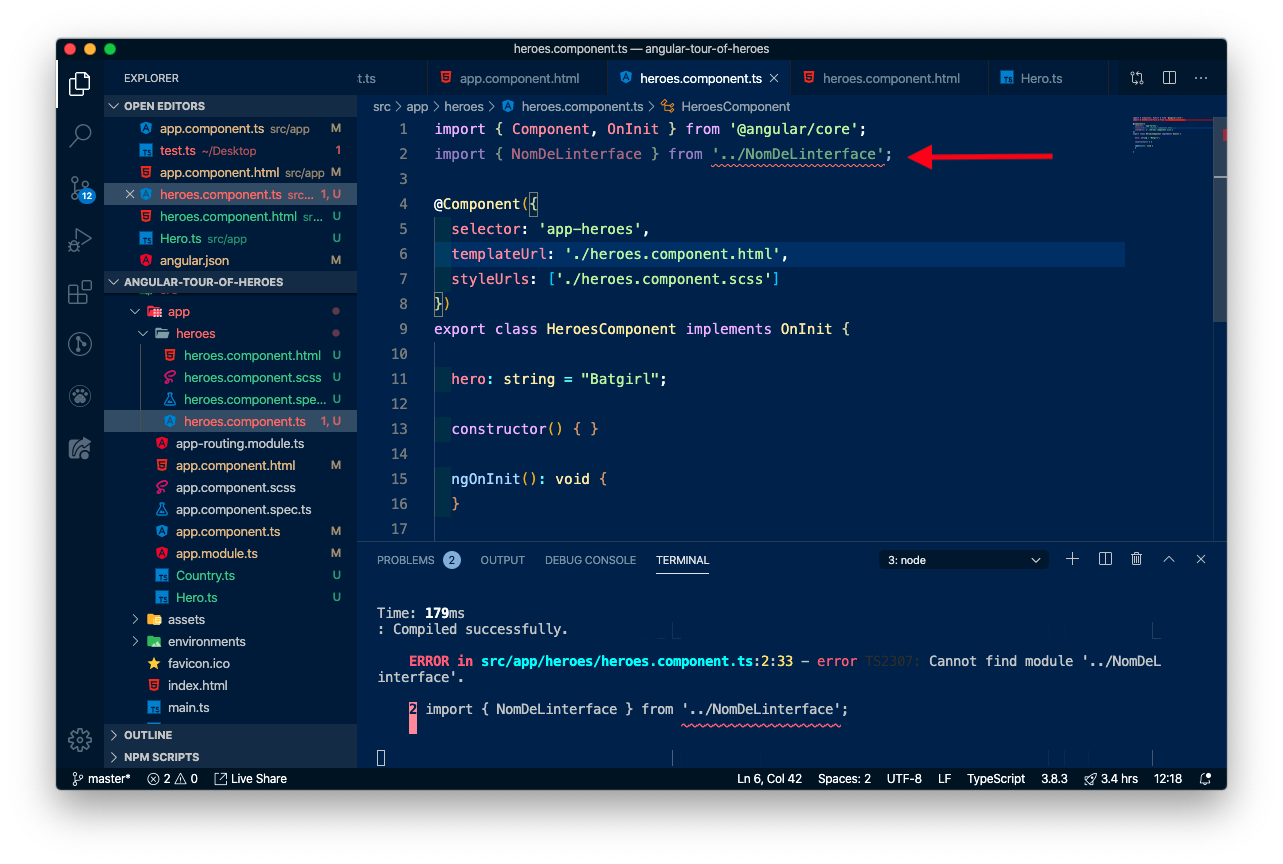 heroes.component.ts — angular-tour-of-heroes
EXPLORER
OPEN EDITORS
app.component.ts src/app M
test.ts ~/Desktop 1
app.component.html src/app M
heroes.component.ts src... 1, U
heroes.component.html sr... U
Hero.ts src/app U
angular.json M
ANGULAR-TOUR-OF-HEROES
app
heroes
heroes.component.html U
heroes.component.scss U
heroes.component.spe... U
heroes.component.ts 1, U
app-routing.module.ts
app.component.html M
app.component.scss
app.component.spec.ts
app.component.ts M
app.module.ts M
Country.ts U
Hero.ts U
assets
environments
favicon.ico
index.html
main.ts
OUTLINE
NPM SCRIPTS
12
t.ts app.component.html heroes.component.ts heroes.component.html Hero.ts
src > app > heroes > heroes.component.ts > HeroesComponent
1 import { Component, OnInit } from '@angular/core';
2 import { NomDeLinterface } from '../NomDeLinterface';
3
4 @Component({
5 selector: 'app-heroes',
6 templateUrl: './heroes.component.html',
7 styleUrls: ['./heroes.component.scss']
8 })
9 export class HeroesComponent implements OnInit {
10
11 hero: string = "Batgirl";
12
13 constructor() { }
14
15 ngOnInit(): void {
16 }
17
PROBLEMS 2 OUTPUT DEBUG CONSOLE TERMINAL 3: node
Time: 179ms
: Compiled successfully.
ERROR in src/app/heroes/heroes.component.ts:2:33 - error TS2307: Cannot find module '../NomDeL
interface'.
2 import { NomDeLinterface } from '../NomDeLinterface';
master* 2 0 Live Share Ln 6, Col 42 Spaces: 2 UTF-8 LF TypeScript 3.8.3 3.4 hrs 12:18